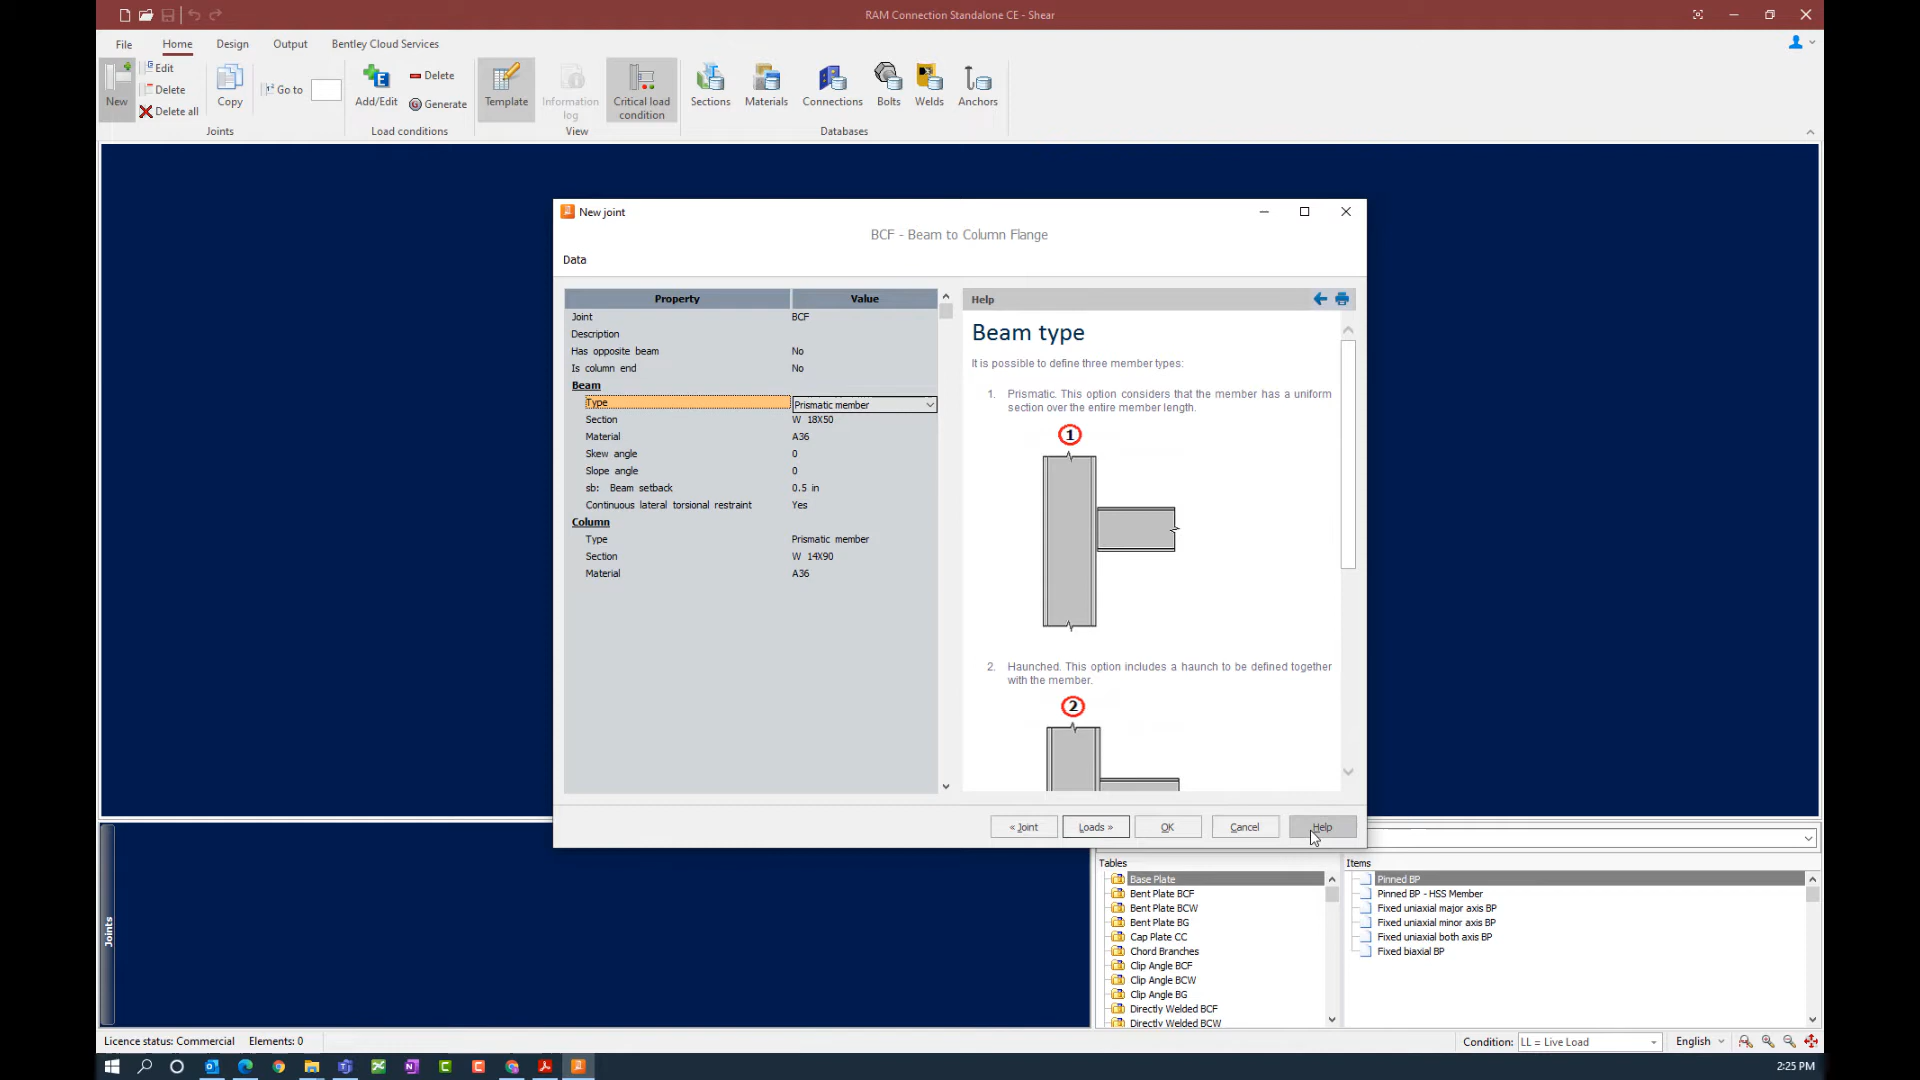 RAM Connection Standalone CE - Shear
File Home Design Output Bentley Cloud Services
New
Edit
Delete
Delete all
Copy
Go to
Joints
Add/Edit
Delete
Generate
Load conditions
Template
Information log
Critical load condition
View
Sections
Materials
Connections
Bolts
Welds
Anchors
Databases
New joint
BCF - Beam to Column Flange
Data
Property Value
Joint BCF
Description
Has opposite beam No
Is column end No
Beam
Type Prismatic member
Section W 18X50
Material A36
Skew angle 0
Slope angle 0
sb: Beam setback 0.5 in
Continuous lateral torsional restraint Yes
Column
Type Prismatic member
Section W 14X90
Material A36
Help
Beam type
It is possible to define three member types:
1. Prismatic. This option considers that the member has a uniform
section over the entire member length.
1
2. Haunched. This option includes a haunch to be defined together
with the member.
2
« Joint Loads » OK Cancel Help
Joints
Tables
Base Plate
Bent Plate BCF
Bent Plate BCW
Bent Plate BG
Cap Plate CC
Chord Branches
Clip Angle BCF
Clip Angle BCW
Clip Angle BG
Directly Welded BCF
Directly Welded BCW
Items
Pinned BP
Pinned BP - HSS Member
Fixed uniaxial major axis BP
Fixed uniaxial minor axis BP
Fixed uniaxial both axis BP
Fixed biaxial BP
Licence status: Commercial Elements: 0 Condition: LL = Live Load English
2:25 PM